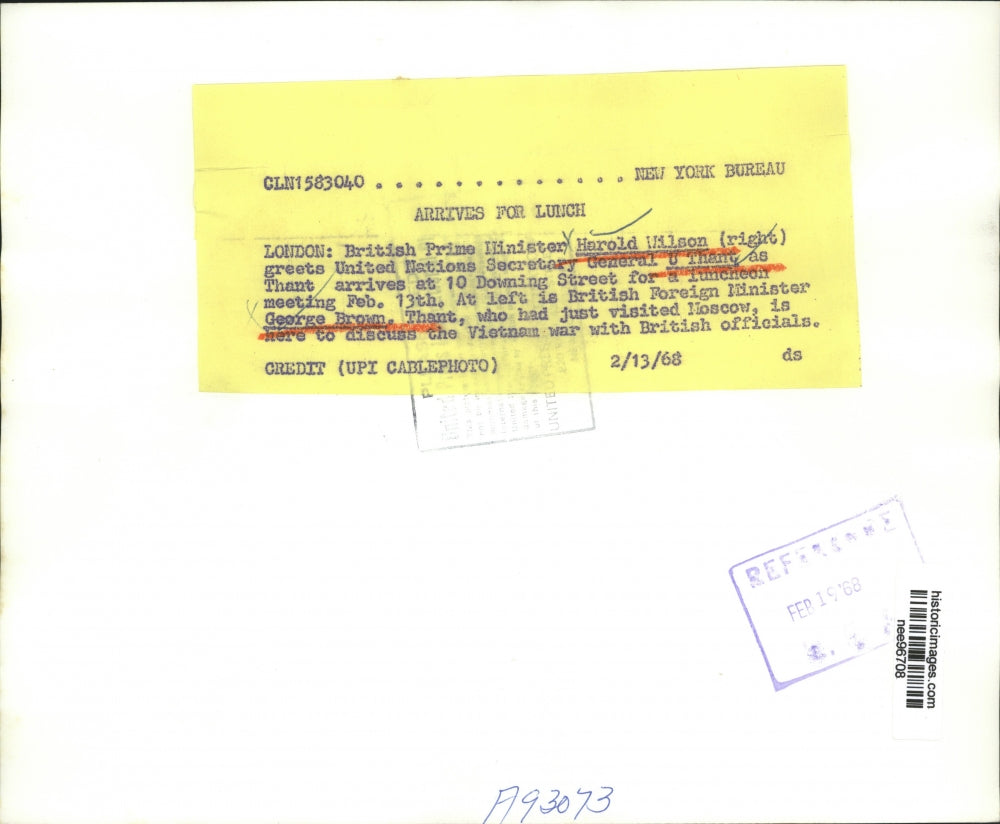 CLN1583040 . . . . . . . . . . . . . . NEW YORK BUREAU
ARRIVES FOR LUNCH
LONDON: British Prime Minister Harold Wilson (right)
greets United Nations Secretary General U Thant as
Thant arrives at 10 Downing Street for a luncheon
meeting Feb. 13th. At left is British Foreign Minister
George Brown. Thant, who had just visited Moscow, is
here to discuss the Vietnam war with British officials.
CREDIT (UPI CABLEPHOTO) 2/13/68 ds
REFERENCE
FEB 19 '68
historicimages.com
nee96708
A93073